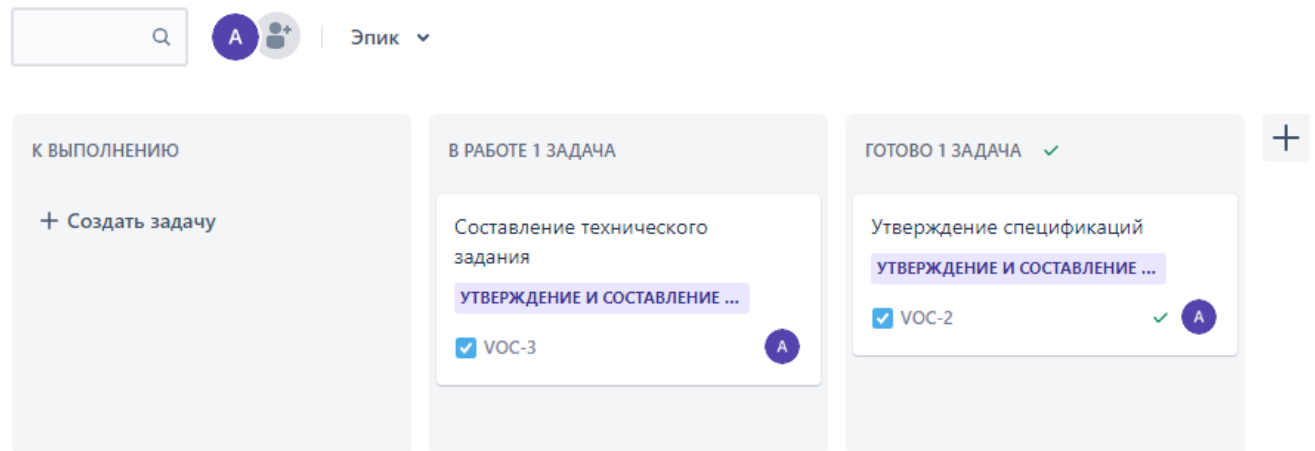 А
Эпик
К ВЫПОЛНЕНИЮ
+ Создать задачу
В РАБОТЕ 1 ЗАДАЧА
Составление технического
задания
УТВЕРЖДЕНИЕ И СОСТАВЛЕНИЕ ...
VOC-3
А
ГОТОВО 1 ЗАДАЧА
Утверждение спецификаций
УТВЕРЖДЕНИЕ И СОСТАВЛЕНИЕ ...
VOC-2
А